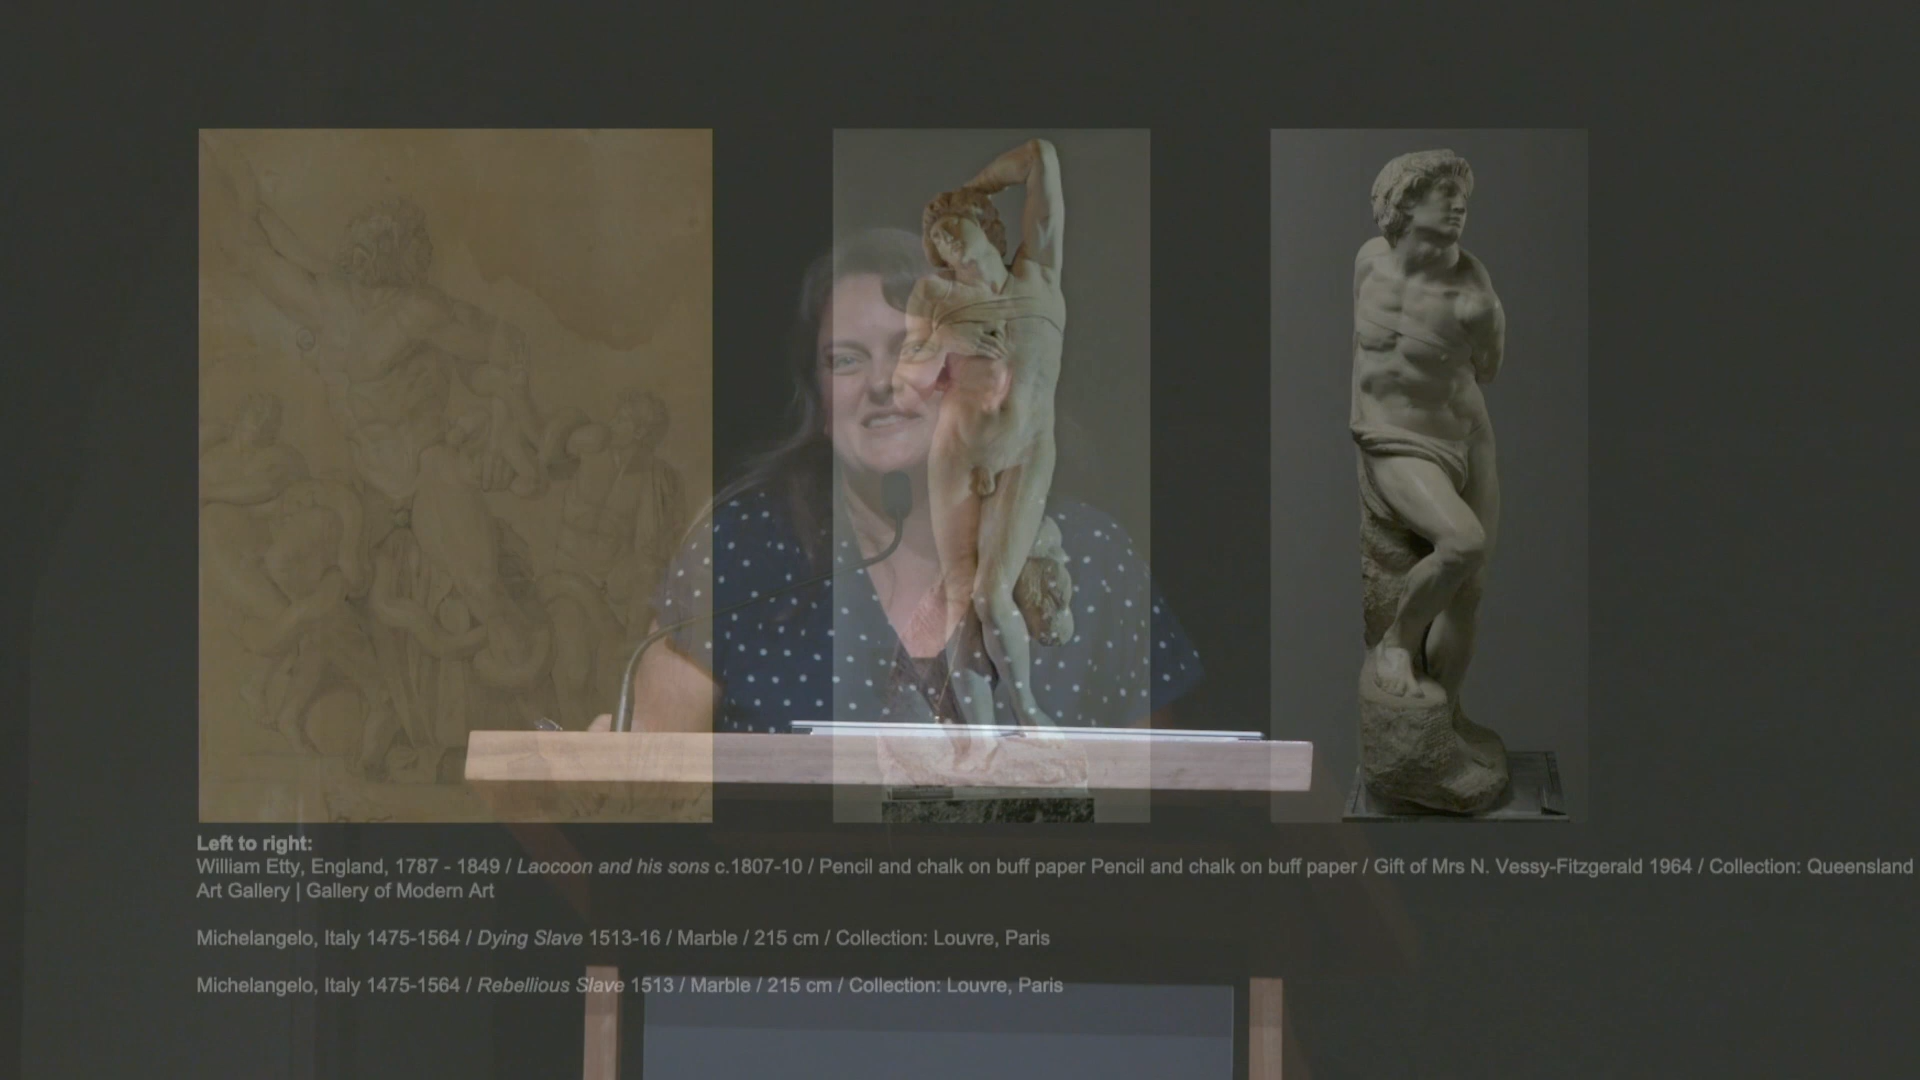 Left to right:
William Etty, England, 1787 - 1849 / Laocoon and his sons c.1807-10 / Pencil and chalk on buff paper Pencil and chalk on buff paper / Gift of Mrs N. Vessy-Fitzgerald 1964 / Collection: Queensland
Art Gallery | Gallery of Modern Art
Michelangelo, Italy 1475-1564 / Dying Slave 1513-16 / Marble / 215 cm / Collection: Louvre, Paris
Michelangelo, Italy 1475-1564 / Rebellious Slave 1513 / Marble / 215 cm / Collection: Louvre, Paris